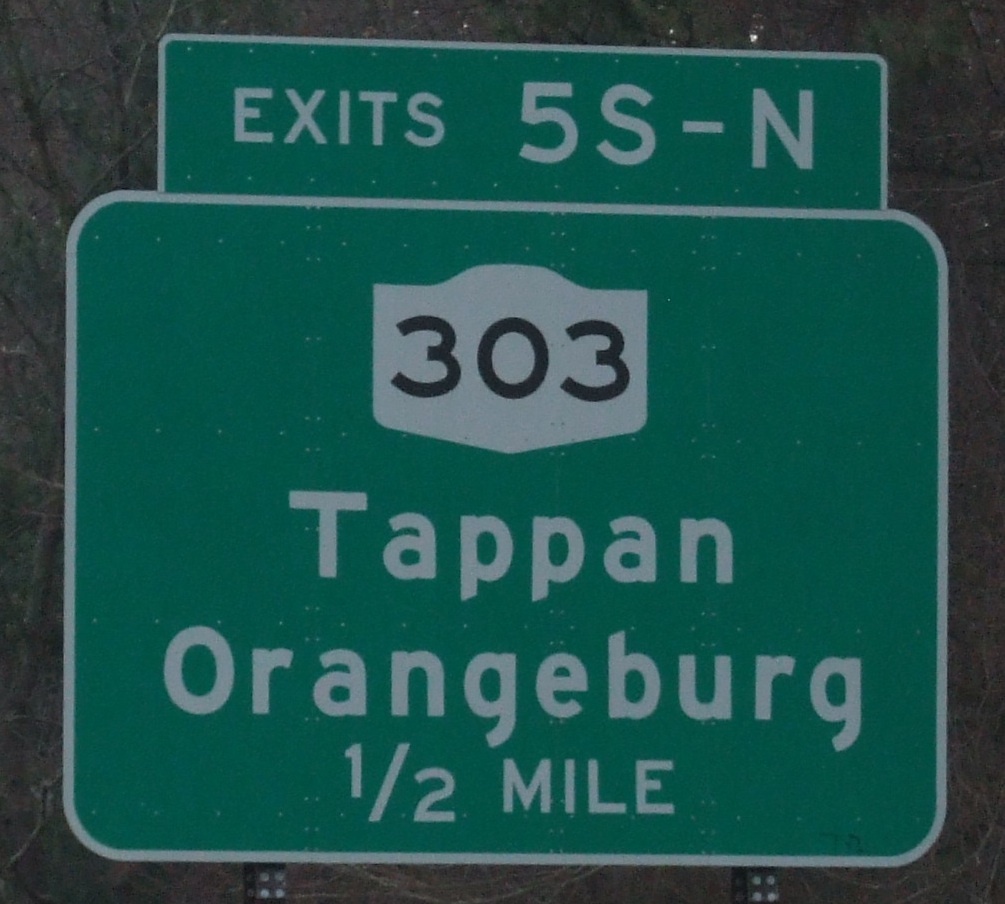 EXITS 5S-N
303
Tappan
Orangeburg
1/2 MILE